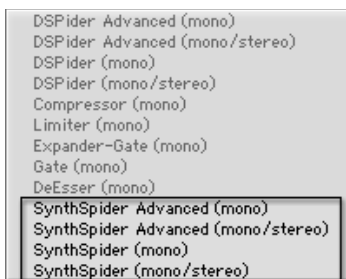 DSPider Advanced (mono)
DSPider Advanced (mono/stereo)
DSPider (mono)
DSPider (mono/stereo)
Compressor (mono)
Limiter (mono)
Expander-Gate (mono)
Gate (mono)
DeEsser (mono)
SynthSpider Advanced (mono)
SynthSpider Advanced (mono/stereo)
SynthSpider (mono)
SynthSpider (mono/stereo)